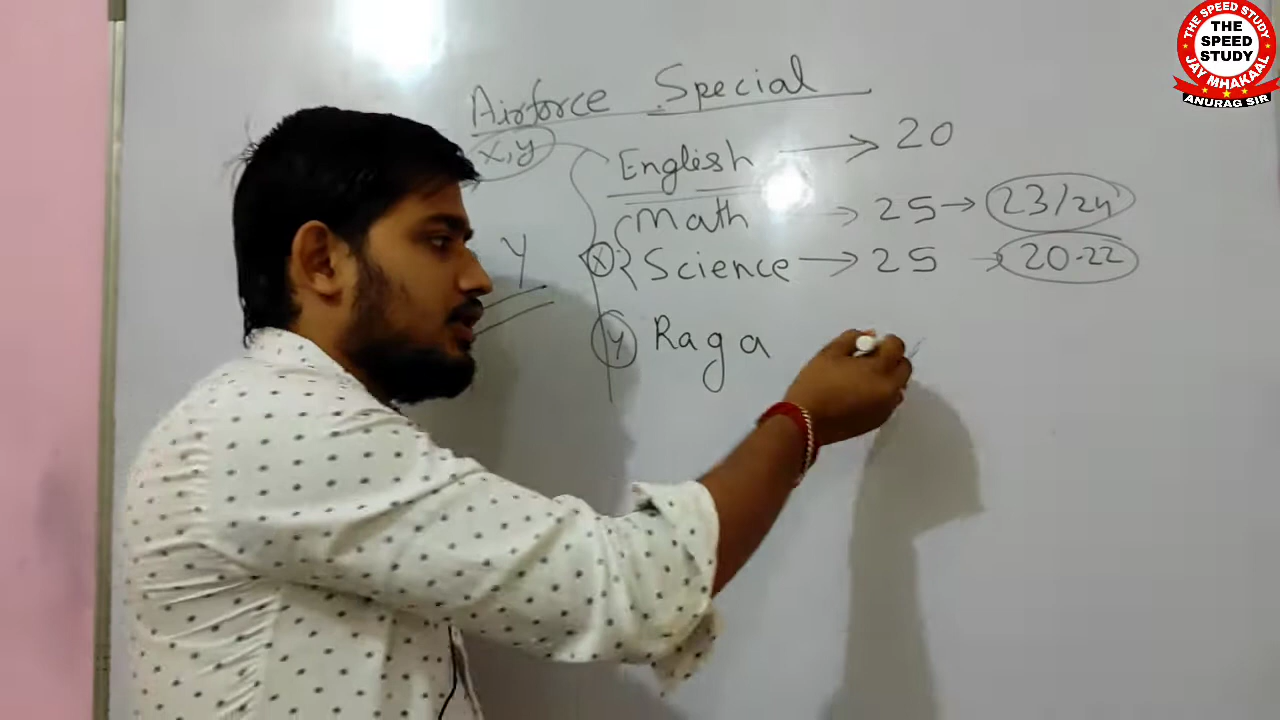 Airforce Special
X, y
English → 20
Math → 25 → 23/24
X Science → 25 → 20-22
Y
y Raga
THE SPEED STUDY
THE
SPEED
STUDY
JAY MHAKAAL
ANURAG SIR